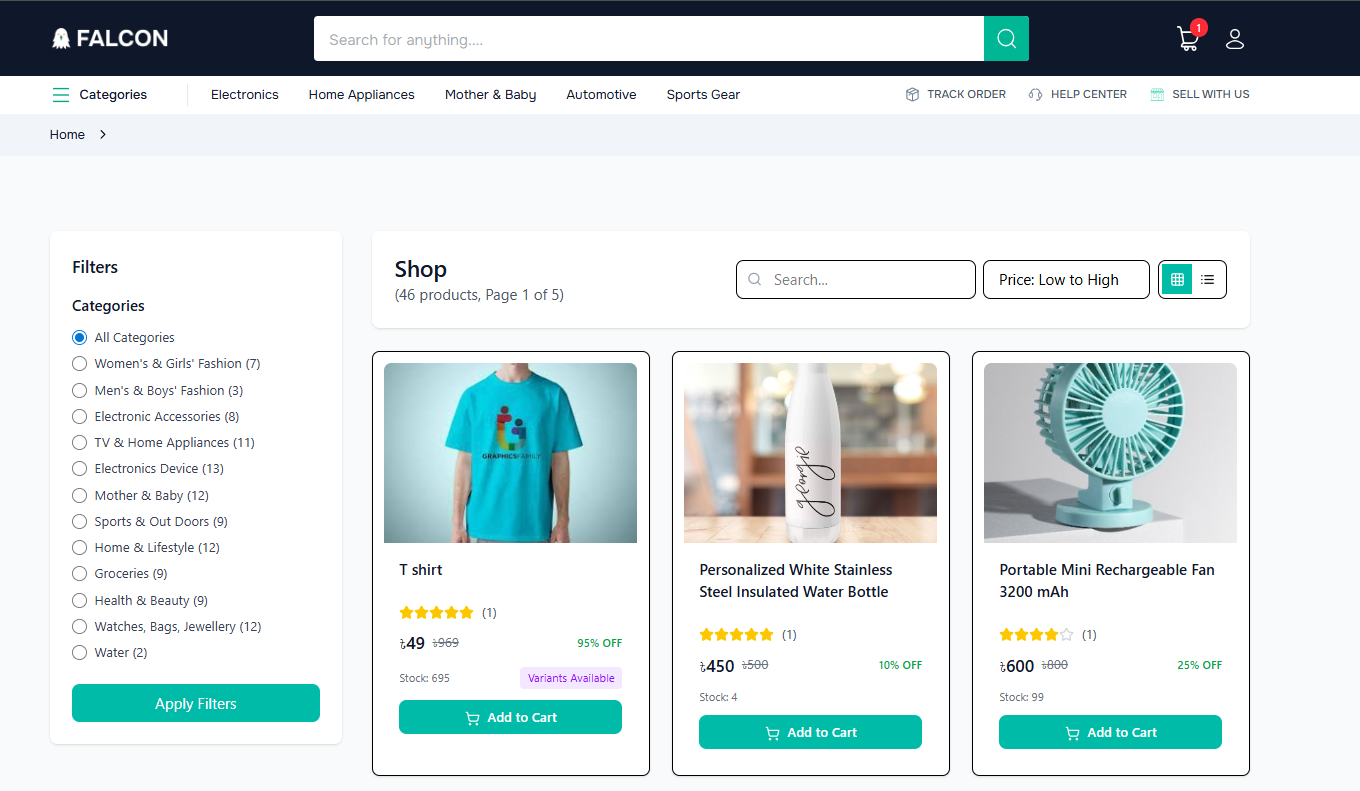 FALCON
Search for anything....
1
Categories
Electronics
Home Appliances
Mother & Baby
Automotive
Sports Gear
TRACK ORDER
HELP CENTER
SELL WITH US
Home
Filters
Categories
All Categories
Women's & Girls' Fashion (7)
Men's & Boys' Fashion (3)
Electronic Accessories (8)
TV & Home Appliances (11)
Electronics Device (13)
Mother & Baby (12)
Sports & Out Doors (9)
Home & Lifestyle (12)
Groceries (9)
Health & Beauty (9)
Watches, Bags, Jewellery (12)
Water (2)
Apply Filters
Shop
(46 products, Page 1 of 5)
Search...
Price: Low to High
GRAPHICSFAMILY
T shirt
(1)
৳49 ৳969
95% OFF
Stock: 695
Variants Available
Add to Cart
Personalized White Stainless
Steel Insulated Water Bottle
(1)
৳450 ৳500
10% OFF
Stock: 4
Add to Cart
Portable Mini Rechargeable Fan
3200 mAh
(1)
৳600 ৳800
25% OFF
Stock: 99
Add to Cart